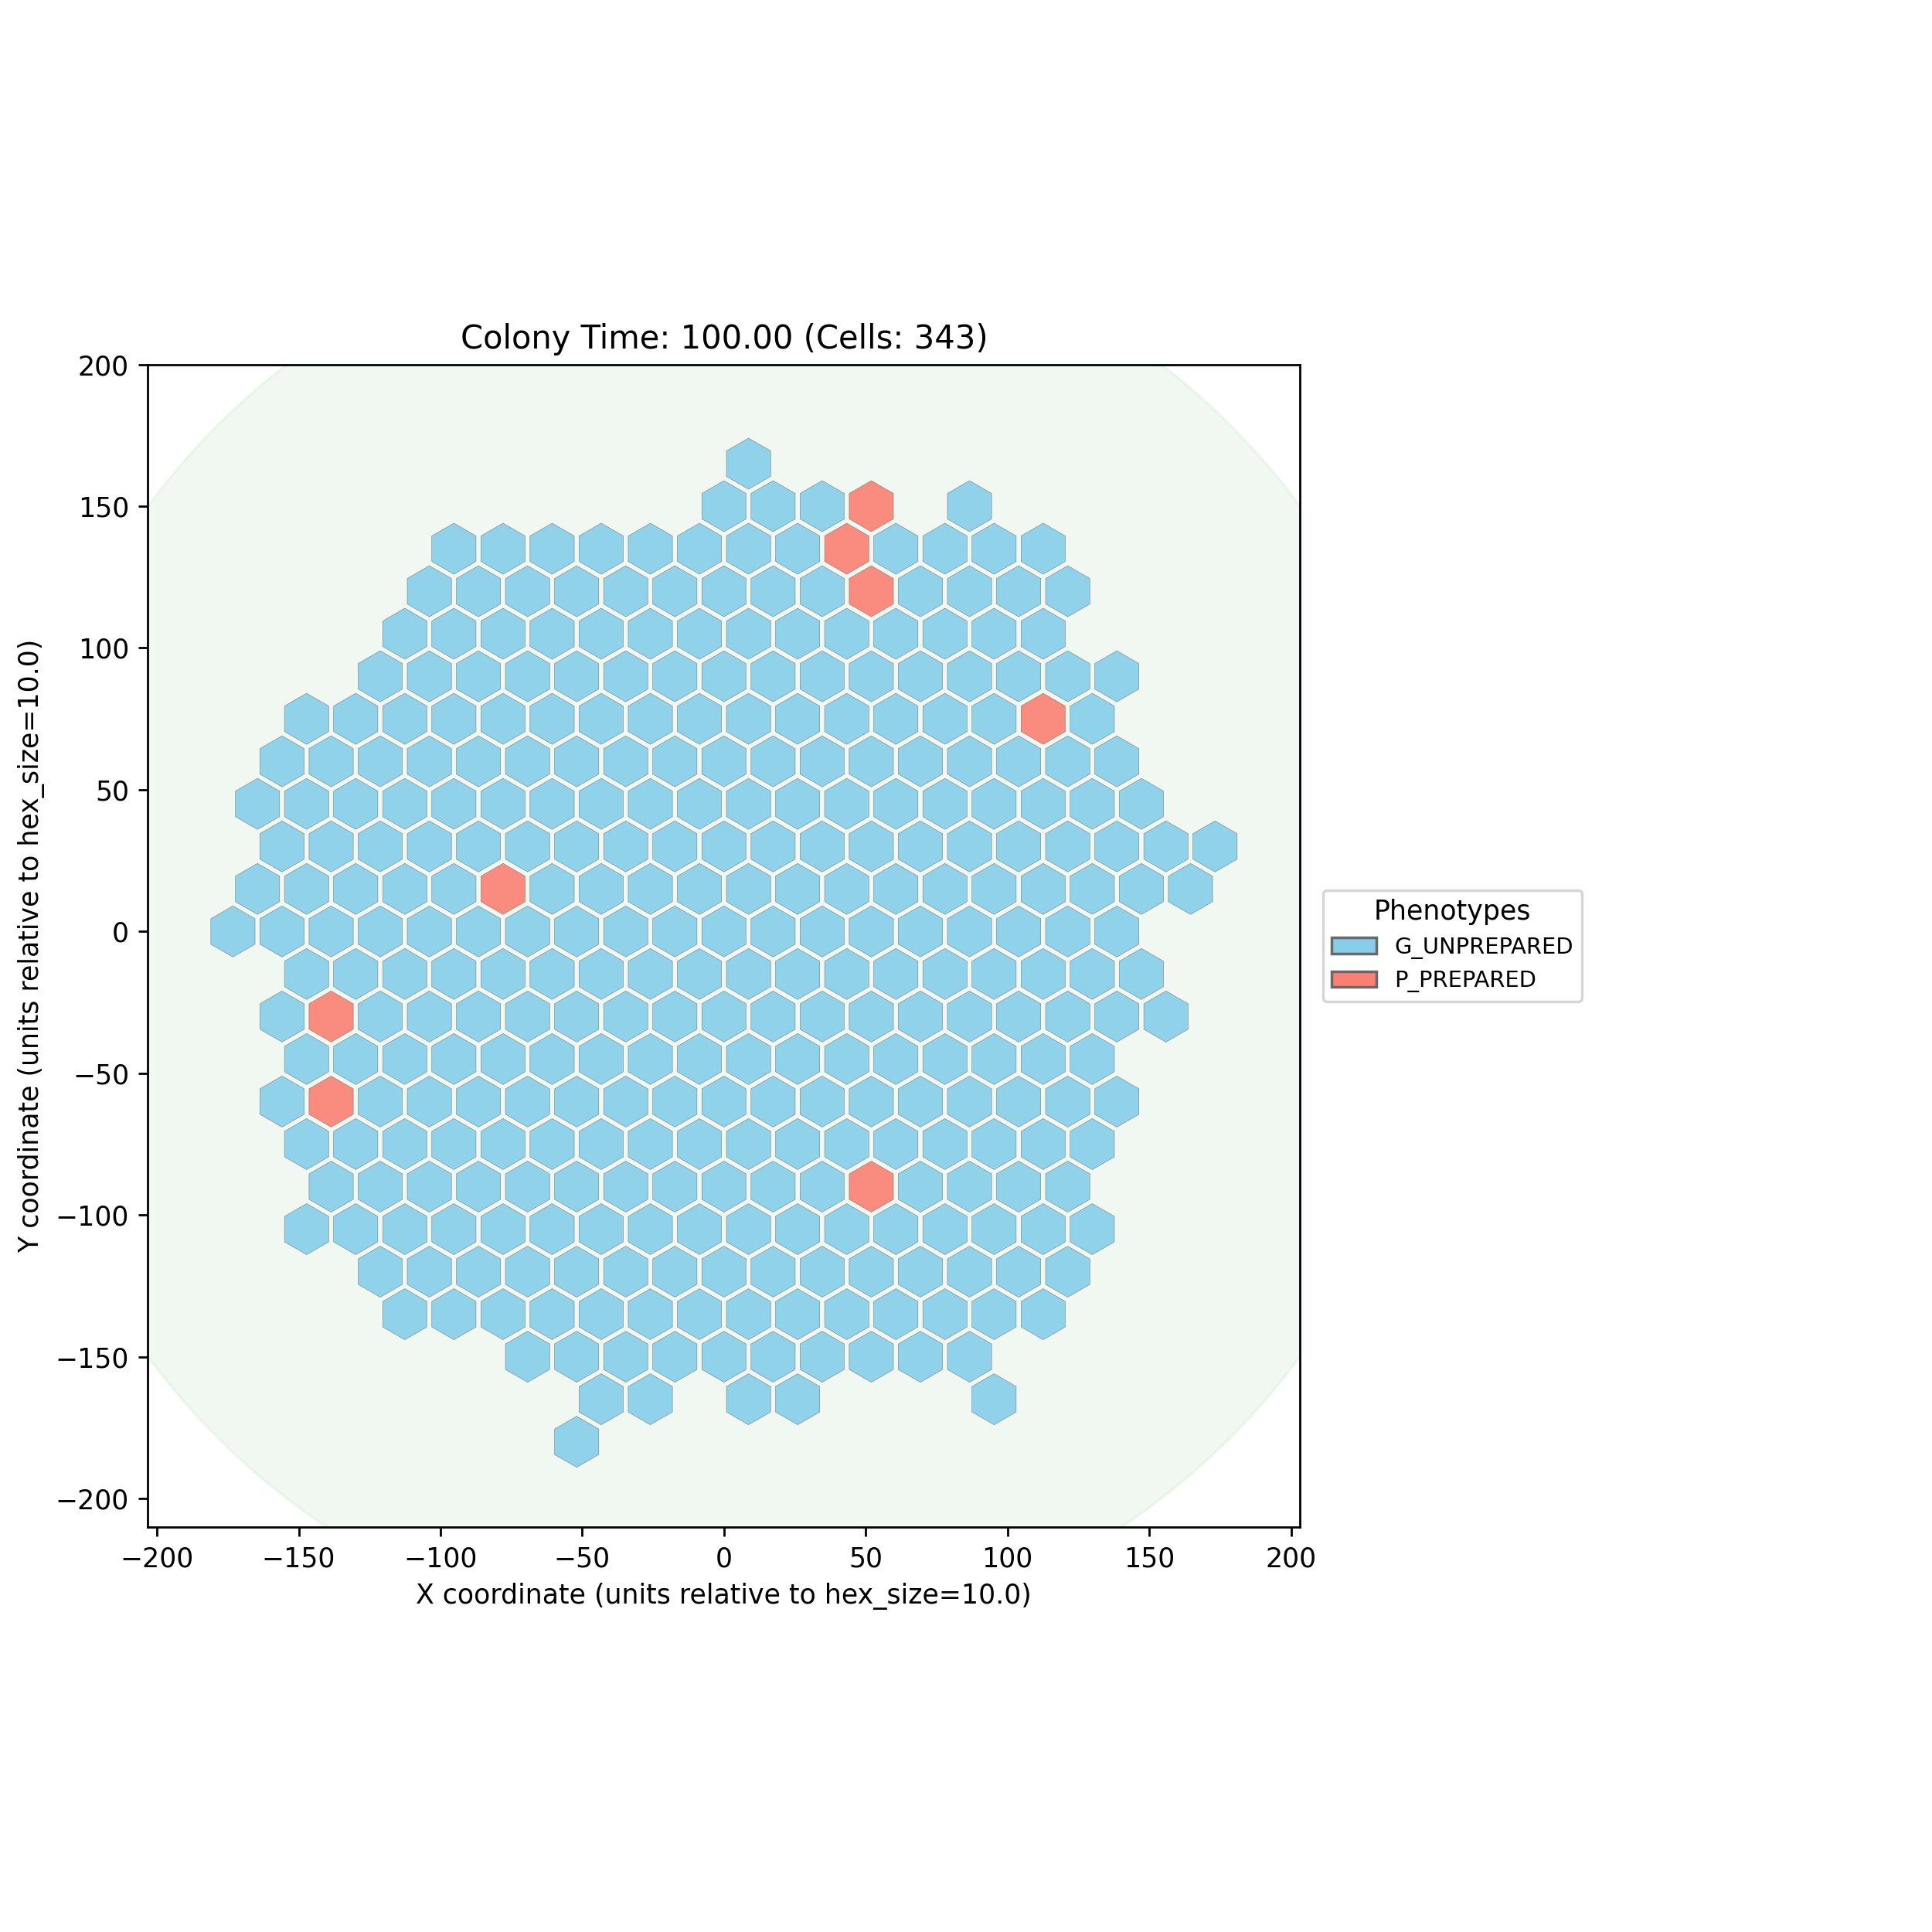 Colony Time: 100.00 (Cells: 343)
200
150
100
50
0
−50
−100
−150
−200
Y coordinate (units relative to hex_size=10.0)
−200 −150 −100 −50 0 50 100 150 200
X coordinate (units relative to hex_size=10.0)
Phenotypes
G_UNPREPARED
P_PREPARED